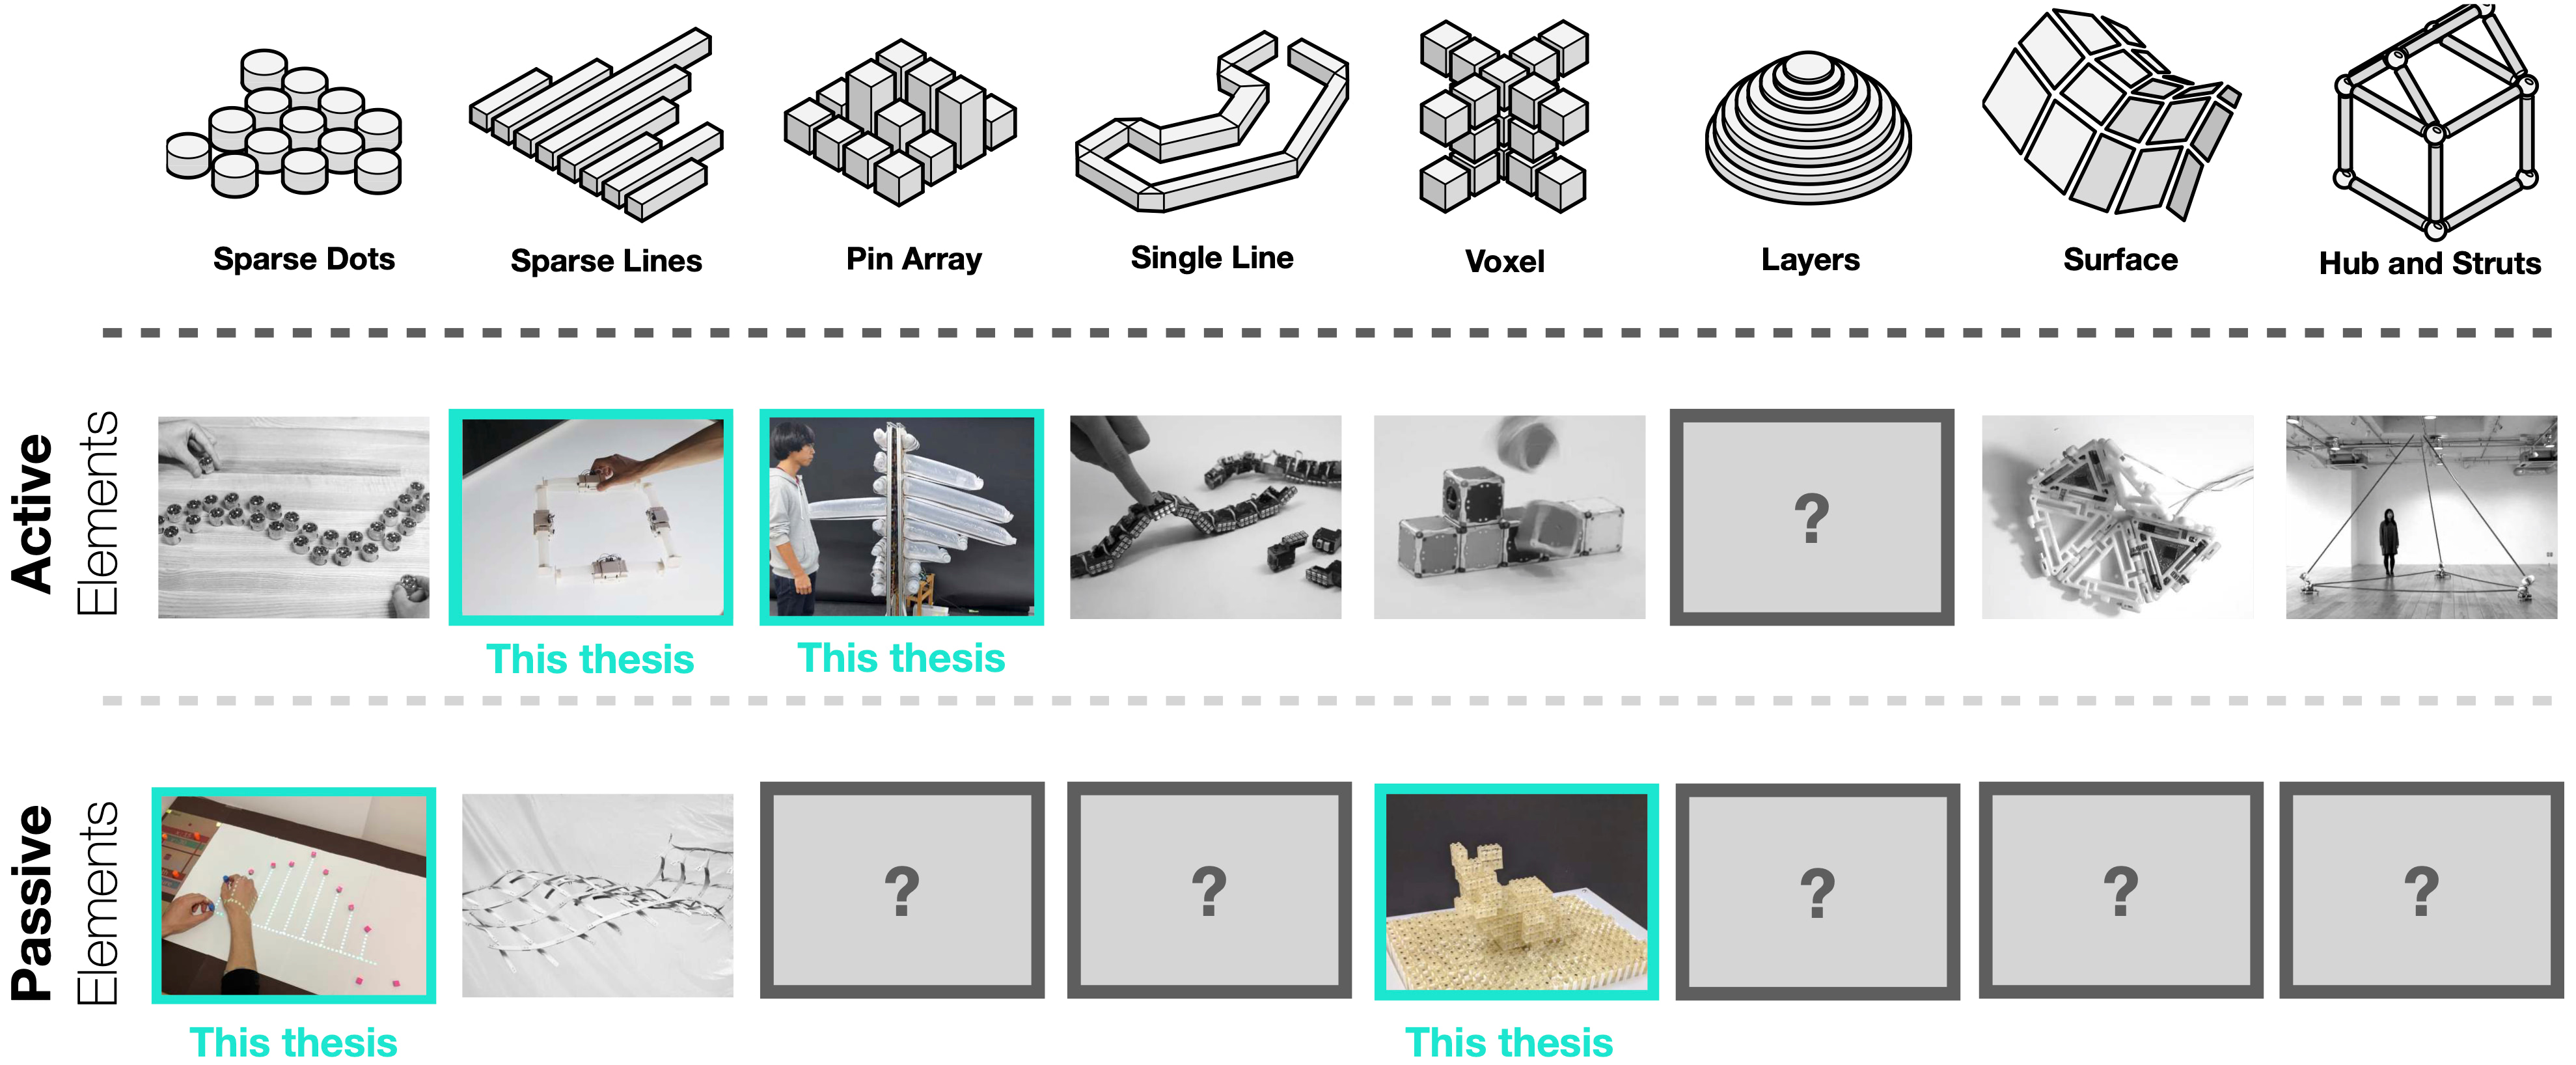 Sparse Dots
Sparse Lines
Pin Array
Single Line
Voxel
Layers
Surface
Hub and Struts
Active
Elements
?
This thesis
This thesis
Passive
Elements
?
?
?
?
?
This thesis
This thesis